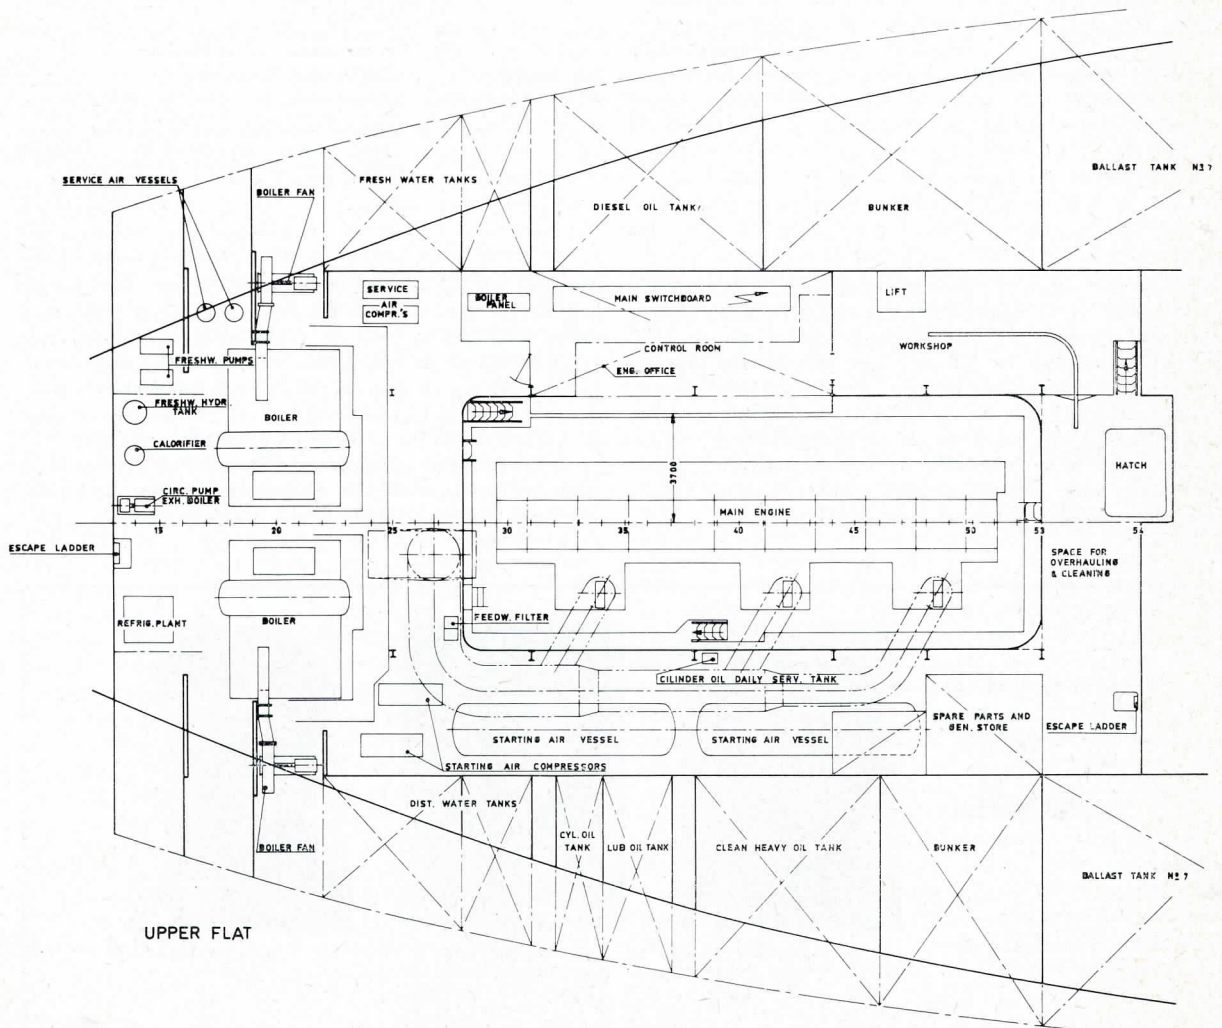 BALLAST TANK Nº 7
SERVICE AIR VESSELS
BOILER FAN
FRESH WATER TANKS
DIESEL OIL TANK
BUNKER
SERVICE
AIR
COMPR.'S
BOILER
PANEL
MAIN SWITCHBOARD
LIFT
FRESHW. PUMPS
CONTROL ROOM
ENG. OFFICE
WORKSHOP
FRESHW. HYDR.
TANK
BOILER
CALORIFIER
3700
HATCH
CIRC. PUMP
EXH. BOILER
MAIN ENGINE
15 20 25 30 35 40 45 50 53 54
ESCAPE LADDER
SPACE FOR
OVERHAULING
& CLEANING
REFRIG. PLANT
BOILER
FEEDW. FILTER
CILINDER OIL DAILY SERV. TANK
SPARE PARTS AND
GEN. STORE
ESCAPE LADDER
STARTING AIR VESSEL
STARTING AIR VESSEL
STARTING AIR COMPRESSORS
DIST. WATER TANKS
CYL. OIL
TANK
LUB OIL TANK
CLEAN HEAVY OIL TANK
BUNKER
BOILER FAN
BALLAST TANK Nº 7
UPPER FLAT